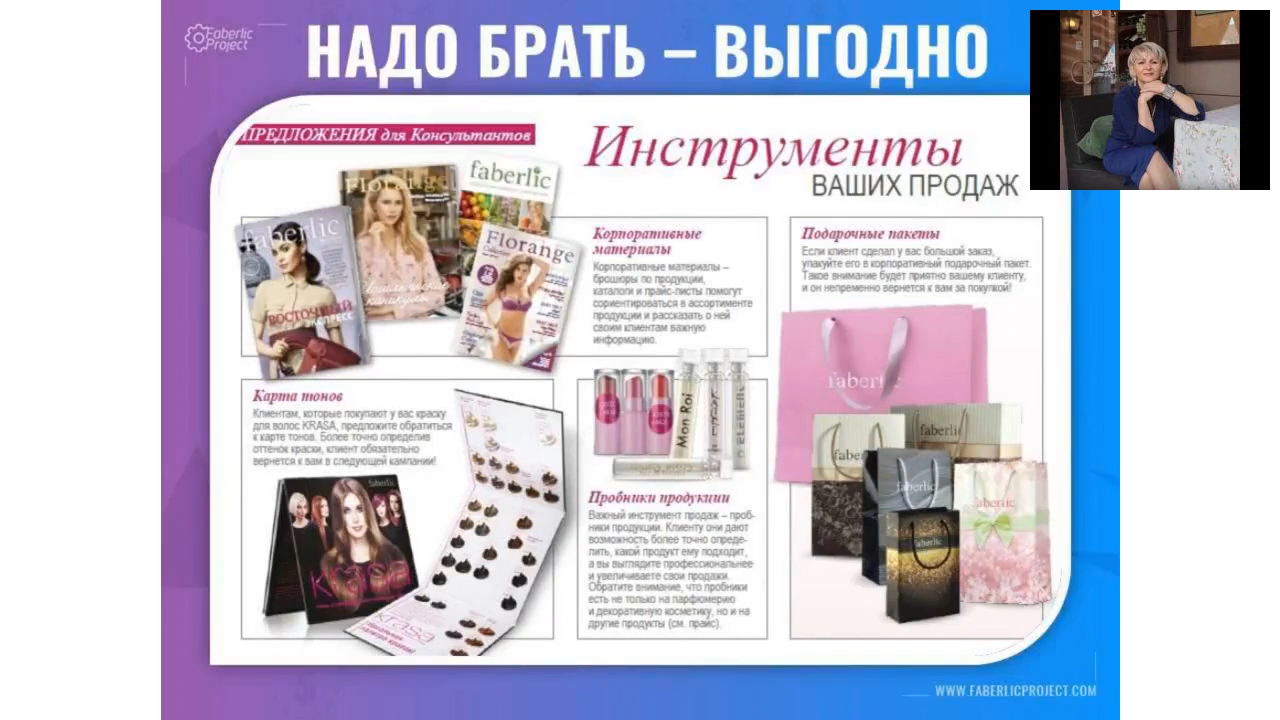 Faberlic
Project
НАДО БРАТЬ – ВЫГОДНО
ПРЕДЛОЖЕНИЯ для Консультантов
Инструменты
ВАШИХ ПРОДАЖ
faberlic
ВОСТОЧНЫЙ
ЭКСПРЕСС
Florange
faberlic
Florange
Корпоративные
материалы
Корпоративные материалы –
брошюры по продукции,
каталоги и прайс-листы помогут
сориентироваться в ассортименте
продукции и рассказать о ней
своим клиентам важную
информацию.
Подарочные пакеты
Если клиент сделал у вас большой заказ,
упакуйте его в корпоративный подарочный пакет.
Такое внимание будет приятно вашему клиенту,
и он непременно вернется к вам за покупкой!
faberlic
faberlic
faberlic
faberlic
faberlic
faberlic
Карта тонов
Клиентам, которые покупают у вас краску
для волос KRASA, предложите обратиться
к карте тонов. Более точно определив
оттенок краски, клиент обязательно
вернется к вам в следующей кампании!
faberlic
krasa
krasa
Mon Roi
Пробники продукции
Важный инструмент продаж – проб-
ники продукции. Клиенту они дают
возможность более точно опреде-
лить, какой продукт ему подходит,
а вы выглядите профессиональнее
и увеличиваете свои продажи.
Обратите внимание, что пробники
есть не только на парфюмерию
и декоративную косметику, но и на
другие продукты (см. прайс).
WWW.FABERLICPROJECT.COM